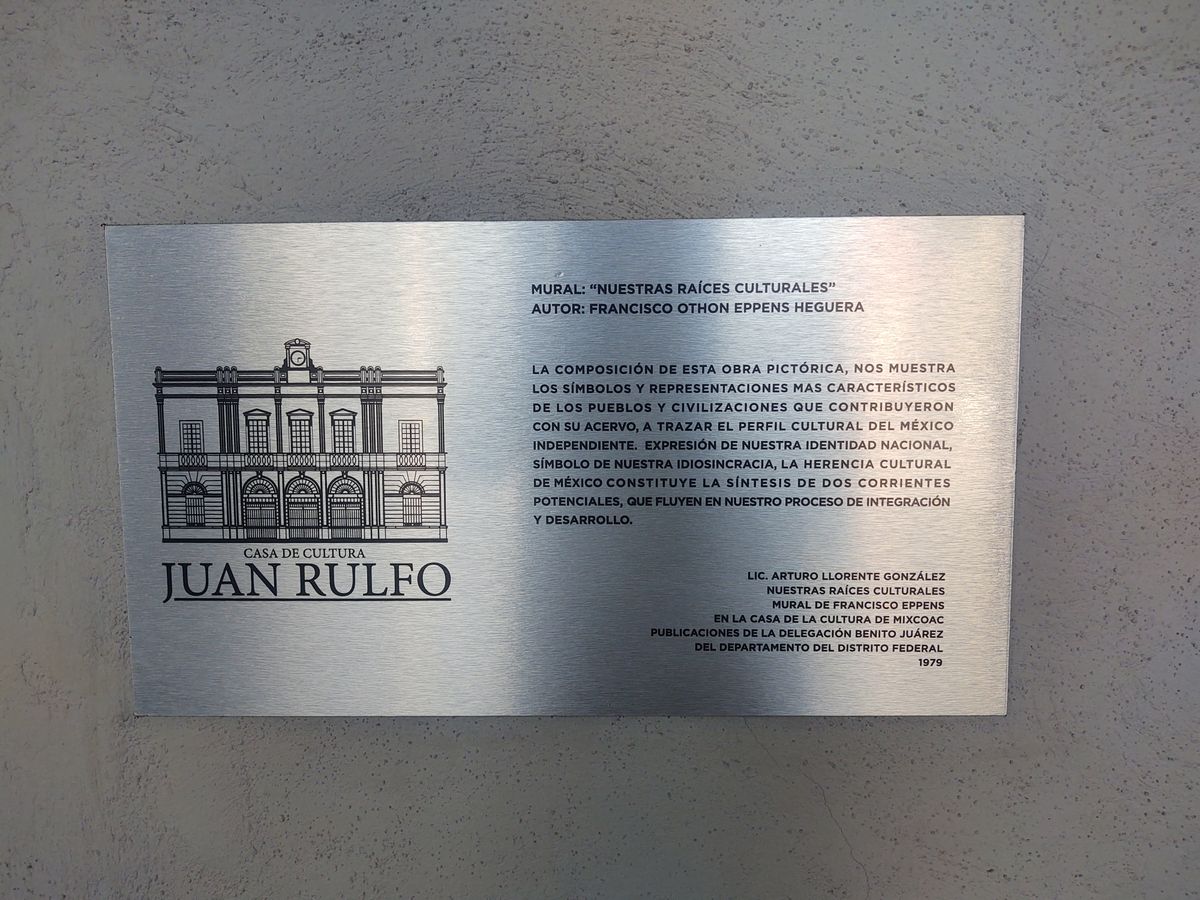 MURAL: “NUESTRAS RAÍCES CULTURALES”
AUTOR: FRANCISCO OTHON EPPENS HEGUERA
LA COMPOSICIÓN DE ESTA OBRA PICTÓRICA, NOS MUESTRA
LOS SÍMBOLOS Y REPRESENTACIONES MAS CARACTERÍSTICOS
DE LOS PUEBLOS Y CIVILIZACIONES QUE CONTRIBUYERON
CON SU ACERVO, A TRAZAR EL PERFIL CULTURAL DEL MÉXICO
INDEPENDIENTE. EXPRESIÓN DE NUESTRA IDENTIDAD NACIONAL,
SÍMBOLO DE NUESTRA IDIOSINCRACIA, LA HERENCIA CULTURAL
DE MÉXICO CONSTITUYE LA SÍNTESIS DE DOS CORRIENTES
POTENCIALES, QUE FLUYEN EN NUESTRO PROCESO DE INTEGRACIÓN
Y DESARROLLO.
CASA DE CULTURA
JUAN RULFO
LIC. ARTURO LLORENTE GONZÁLEZ
NUESTRAS RAÍCES CULTURALES
MURAL DE FRANCISCO EPPENS
EN LA CASA DE LA CULTURA DE MIXCOAC
PUBLICACIONES DE LA DELEGACIÓN BENITO JUÁREZ
DEL DEPARTAMENTO DEL DISTRITO FEDERAL
1979